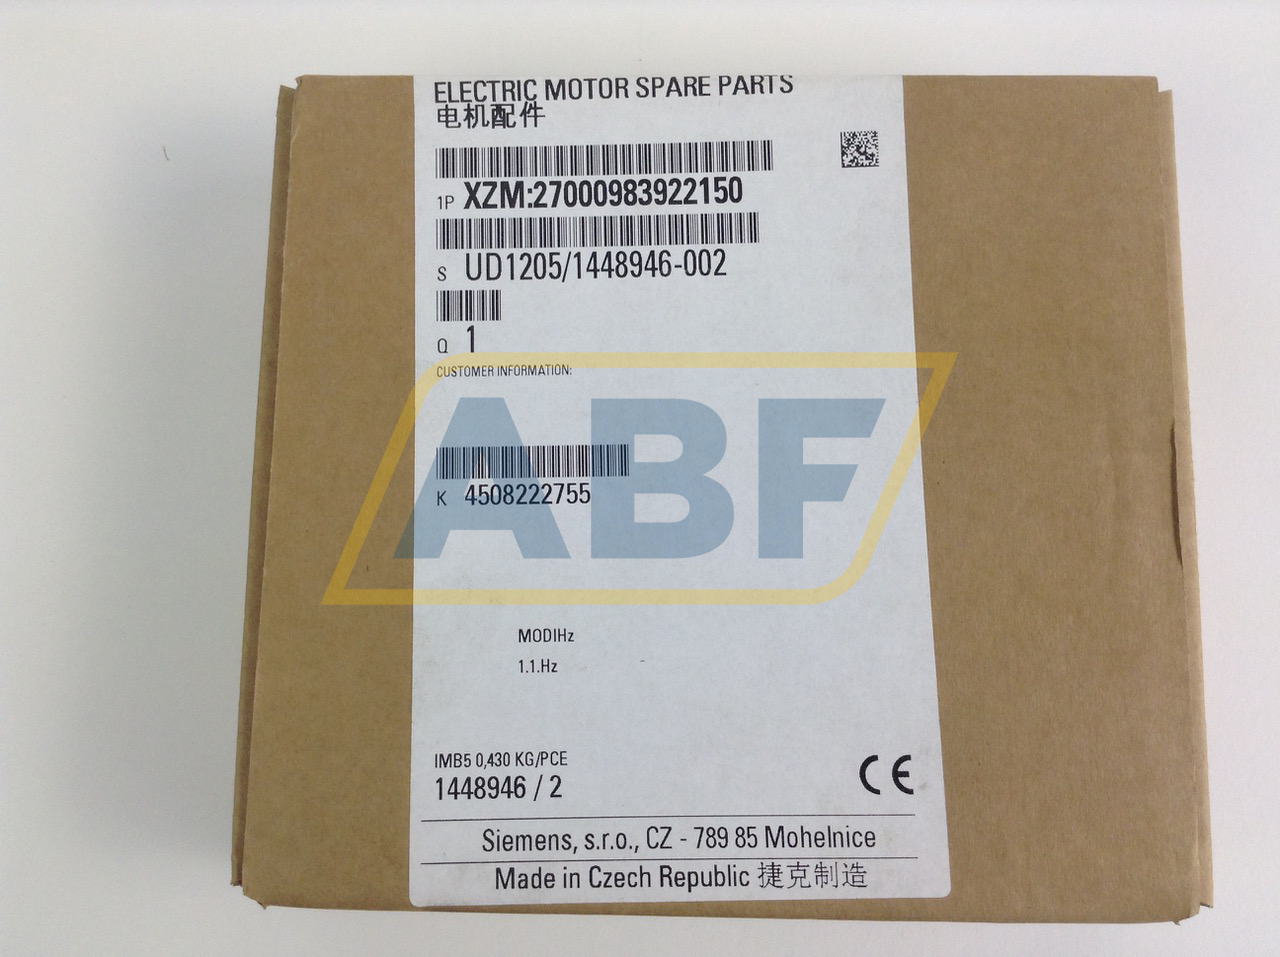 ELECTRIC MOTOR SPARE PARTS
电机配件
1P XZM:27000983922150
S UD1205/1448946-002
Q 1
CUSTOMER INFORMATION:
ABF
K 4508222755
MODIHz
1.1.Hz
IMB5 0,430 KG/PCE
1448946 / 2
CE
Siemens, s.r.o., CZ - 789 85 Mohelnice
Made in Czech Republic 捷克制造